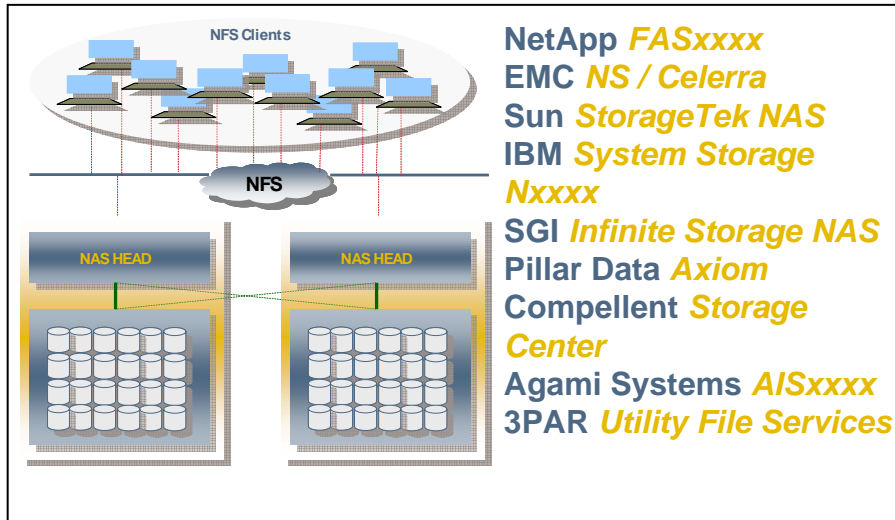 NFS Clients
NFS
NAS HEAD
NAS HEAD
NetApp FASxxxx
EMC NS / Celerra
Sun StorageTek NAS
IBM System Storage
Nxxxx
SGI Infinite Storage NAS
Pillar Data Axiom
Compellent Storage
Center
Agami Systems AISxxxx
3PAR Utility File Services